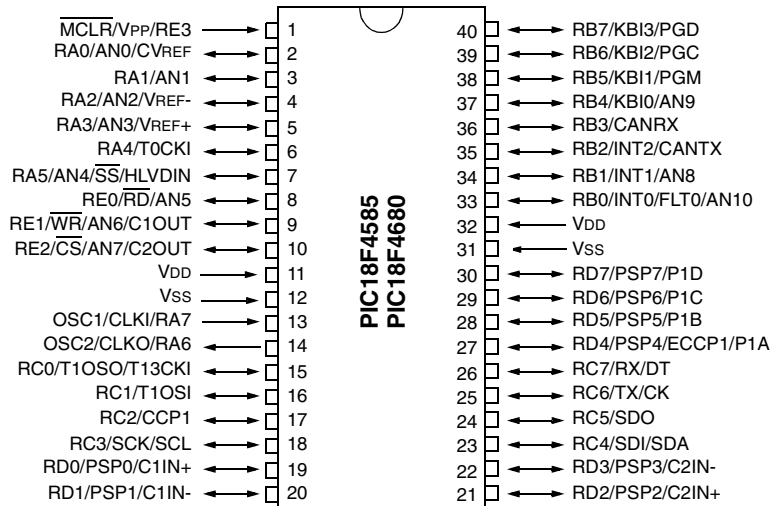 MCLR/VPP/RE3 1
RA0/AN0/CVREF 2
RA1/AN1 3
RA2/AN2/VREF- 4
RA3/AN3/VREF+ 5
RA4/T0CKI 6
RA5/AN4/SS/HLVDIN 7
RE0/RD/AN5 8
RE1/WR/AN6/C1OUT 9
RE2/CS/AN7/C2OUT 10
VDD 11
VSS 12
OSC1/CLKI/RA7 13
OSC2/CLKO/RA6 14
RC0/T1OSO/T13CKI 15
RC1/T1OSI 16
RC2/CCP1 17
RC3/SCK/SCL 18
RD0/PSP0/C1IN+ 19
RD1/PSP1/C1IN- 20
PIC18F4585
PIC18F4680
40 RB7/KBI3/PGD
39 RB6/KBI2/PGC
38 RB5/KBI1/PGM
37 RB4/KBI0/AN9
36 RB3/CANRX
35 RB2/INT2/CANTX
34 RB1/INT1/AN8
33 RB0/INT0/FLT0/AN10
32 VDD
31 VSS
30 RD7/PSP7/P1D
29 RD6/PSP6/P1C
28 RD5/PSP5/P1B
27 RD4/PSP4/ECCP1/P1A
26 RC7/RX/DT
25 RC6/TX/CK
24 RC5/SDO
23 RC4/SDI/SDA
22 RD3/PSP3/C2IN-
21 RD2/PSP2/C2IN+